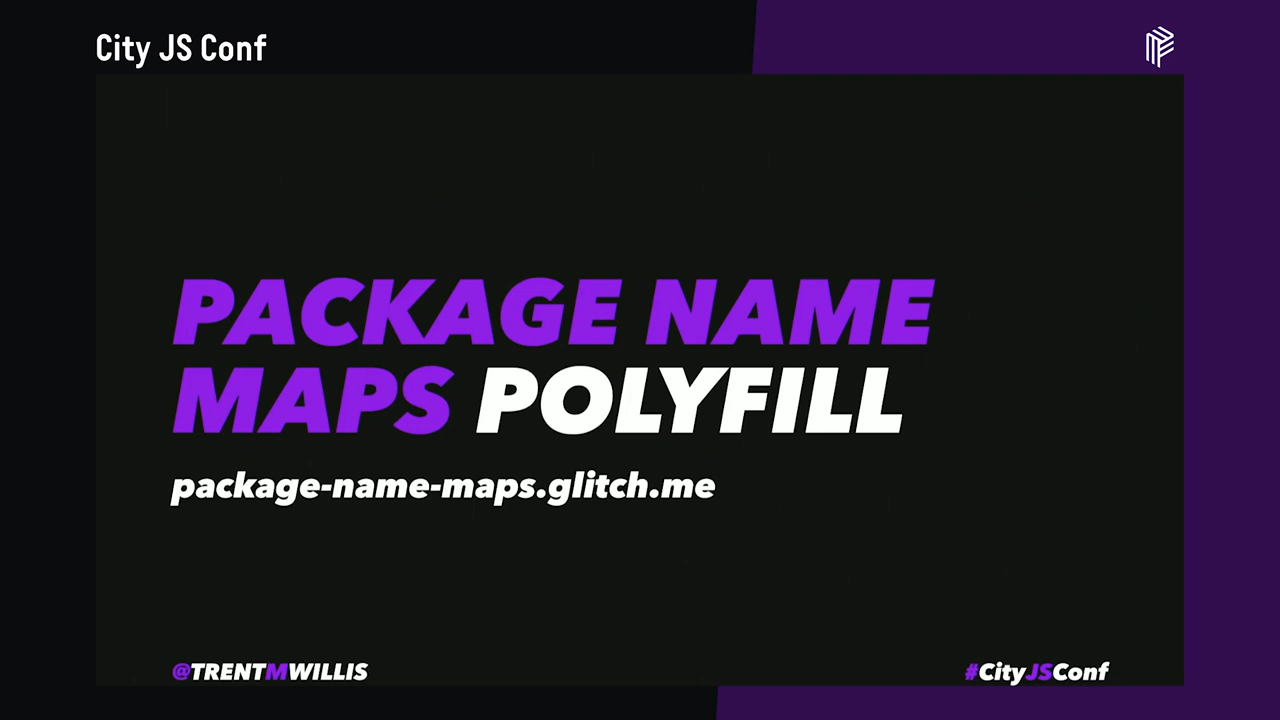 City JS Conf
PACKAGE NAME
MAPS POLYFILL
package-name-maps.glitch.me
@TRENTMWILLIS
#CityJSConf